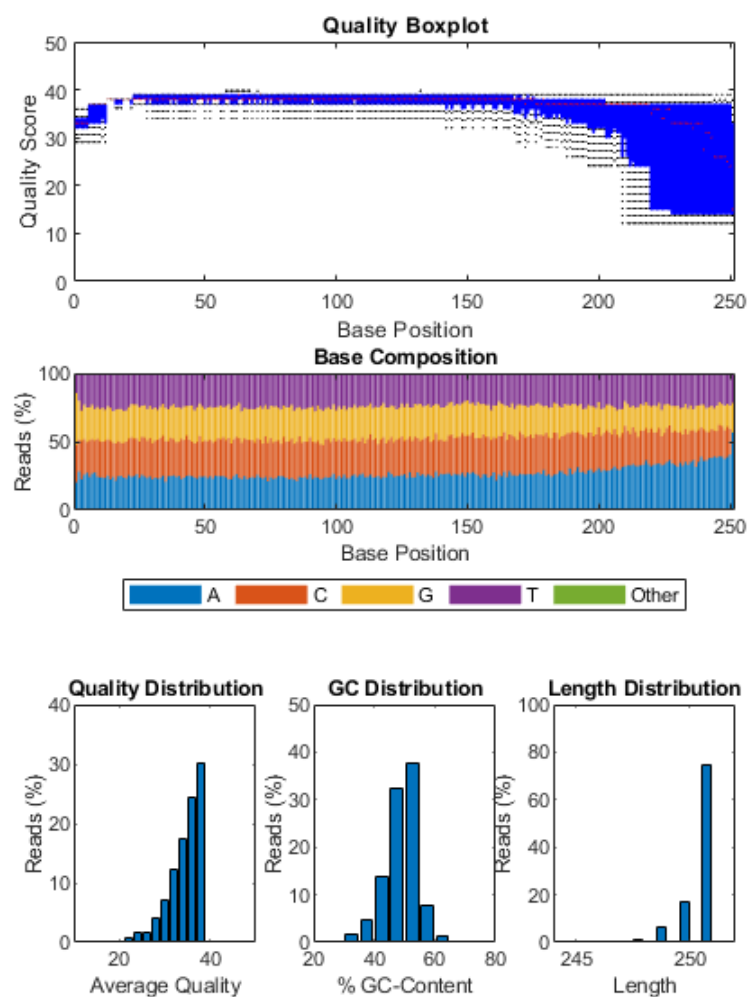 Quality Boxplot
50
40
30
20
10
0
Quality Score
0 50 100 150 200 250
Base Position
Base Composition
100
50
0
Reads (%)
0 50 100 150 200 250
Base Position
A C G T Other
Quality Distribution GC Distribution Length Distribution
40
30
20
10
0
Reads (%)
20 40
Average Quality
50
40
30
20
10
0
Reads (%)
20 40 60 80
% GC-Content
100
80
60
40
20
0
Reads (%)
245 250
Length